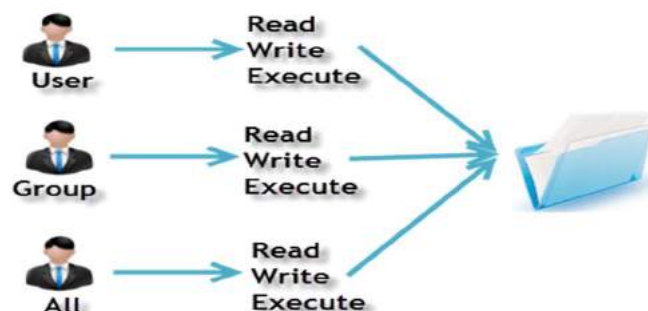 User
Read
Write
Execute
Group
Read
Write
Execute
All
Read
Write
Execute